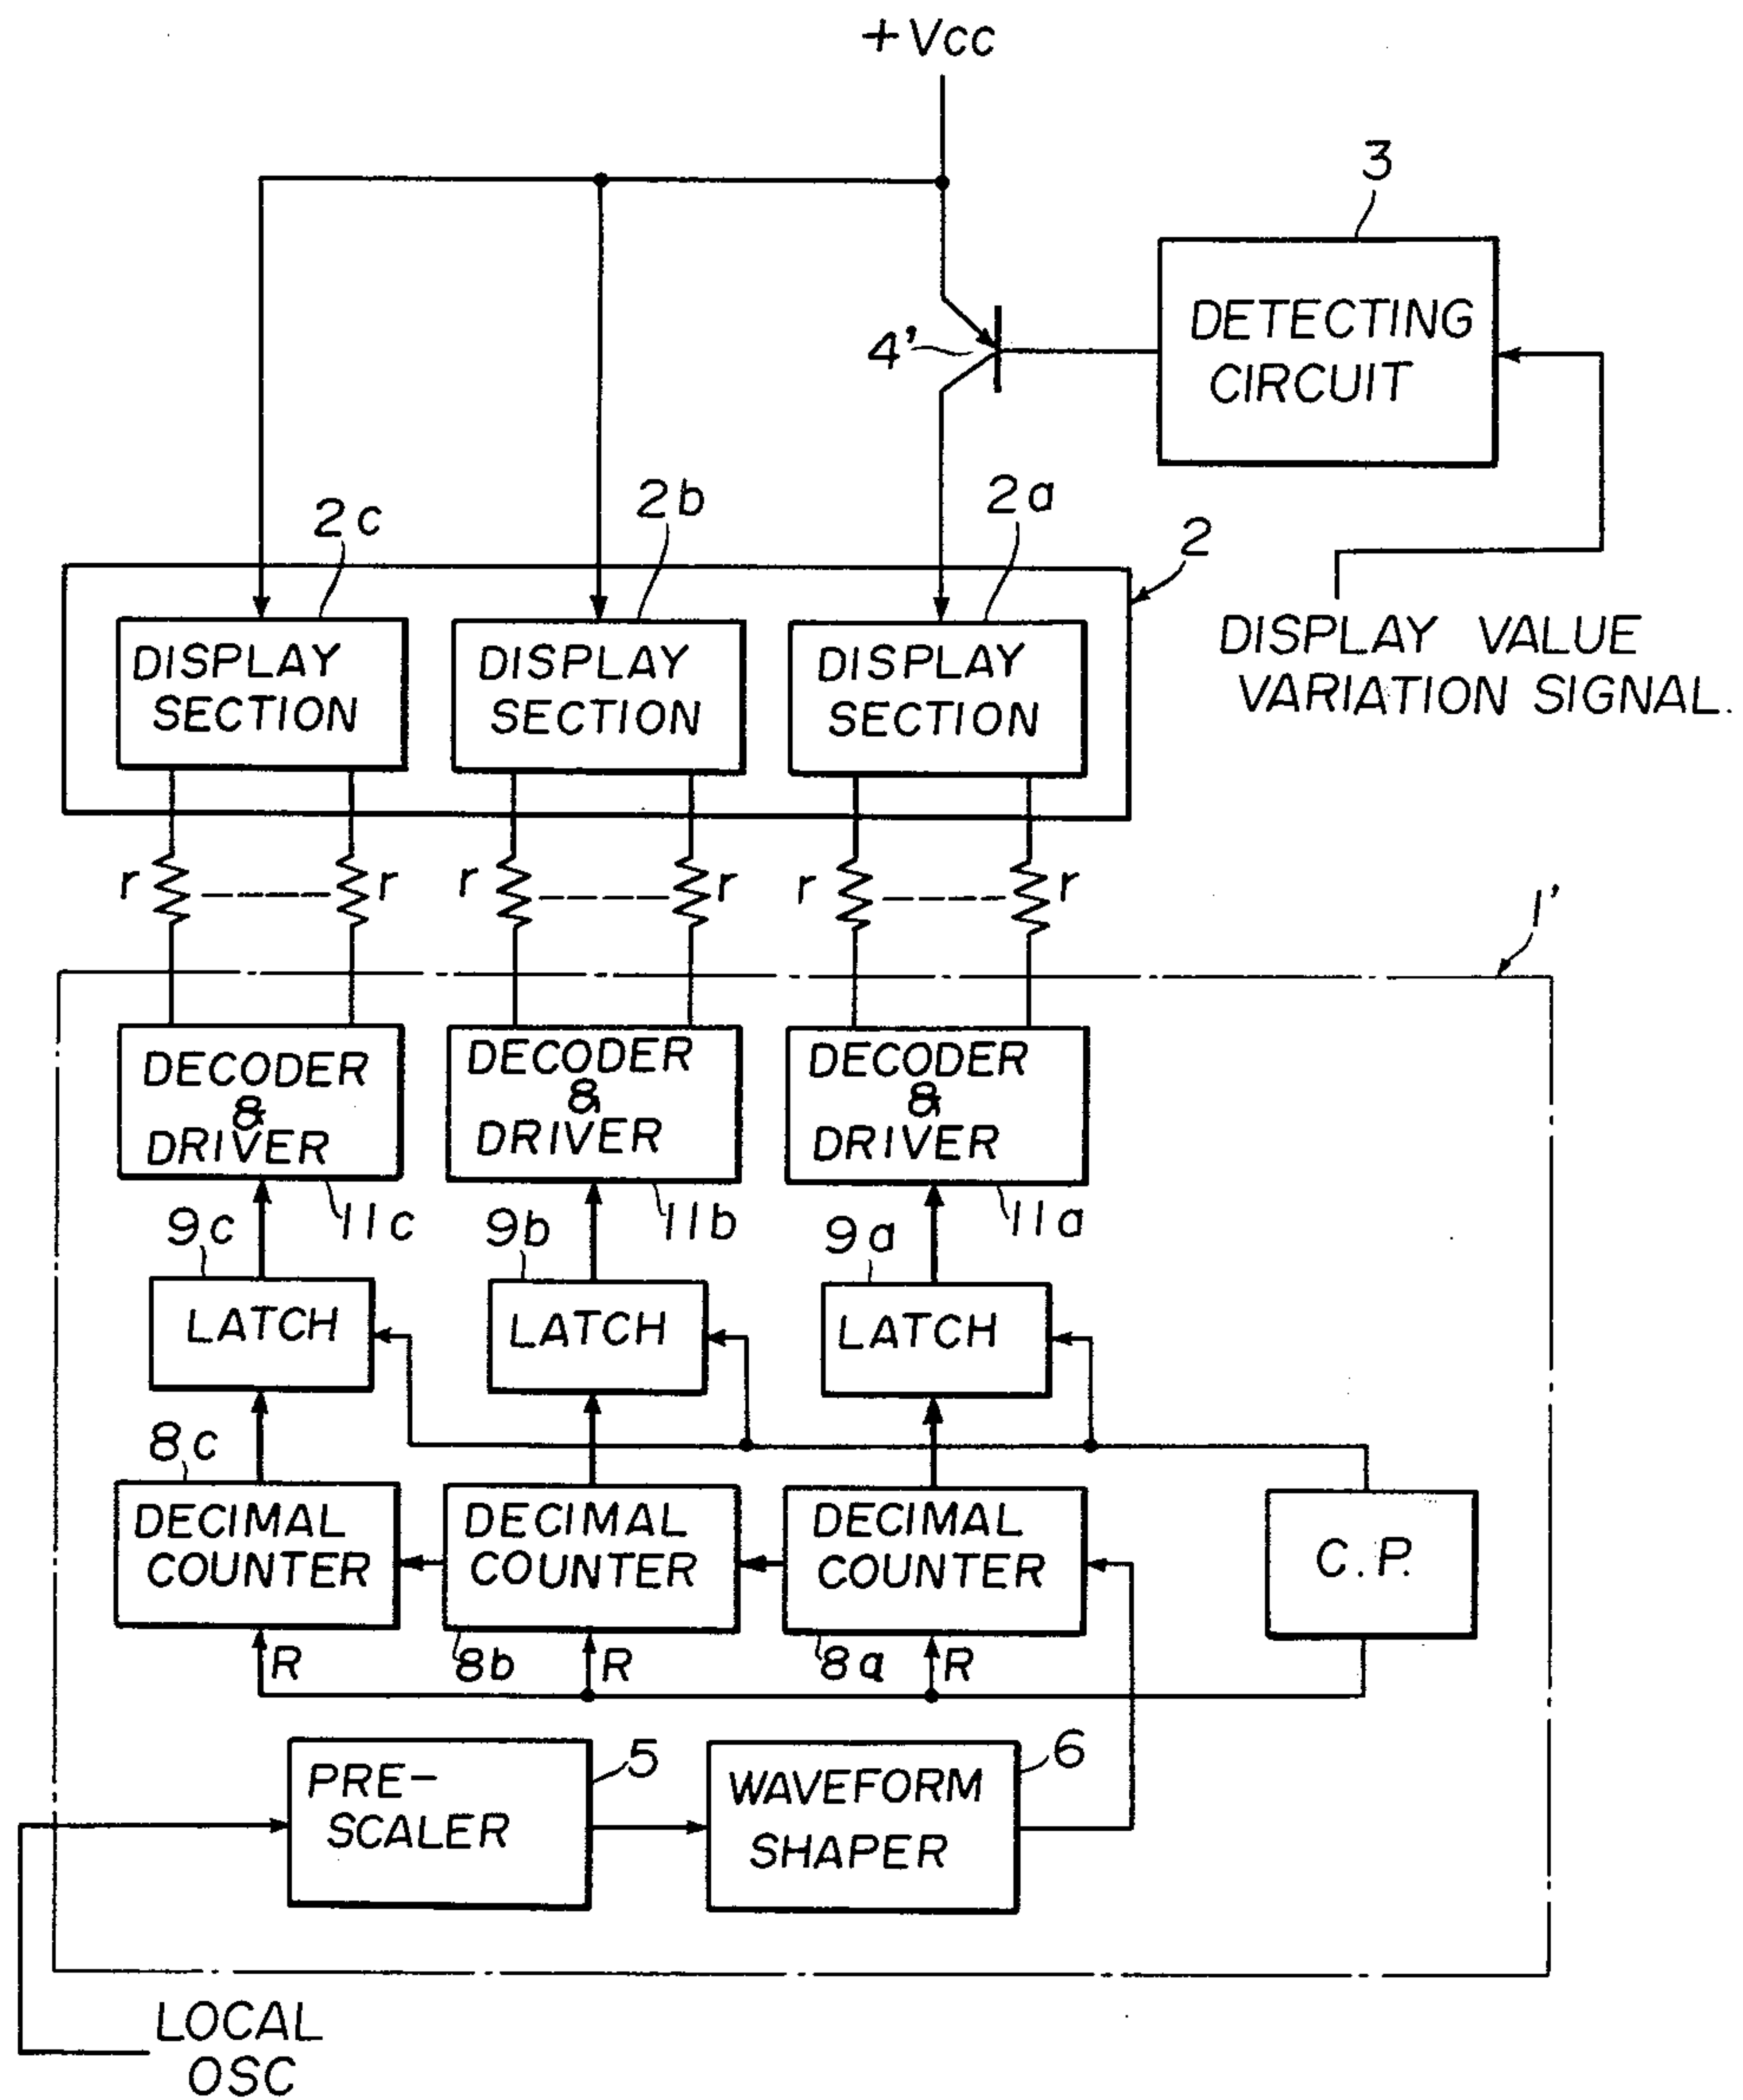 +Vcc
3
DETECTING
CIRCUIT
4'
2c
2b
2a
2
DISPLAY
SECTION
DISPLAY
SECTION
DISPLAY
SECTION
DISPLAY VALUE
VARIATION SIGNAL.
r
r
r
r
r
r
1'
DECODER
&
DRIVER
DECODER
&
DRIVER
DECODER
&
DRIVER
9c
11c
9b
11b
9a
11a
LATCH
LATCH
LATCH
8c
DECIMAL
COUNTER
DECIMAL
COUNTER
DECIMAL
COUNTER
C.P.
R
8b
R
8a
R
PRE-
SCALER
5
WAVEFORM
SHAPER
6
LOCAL
OSC